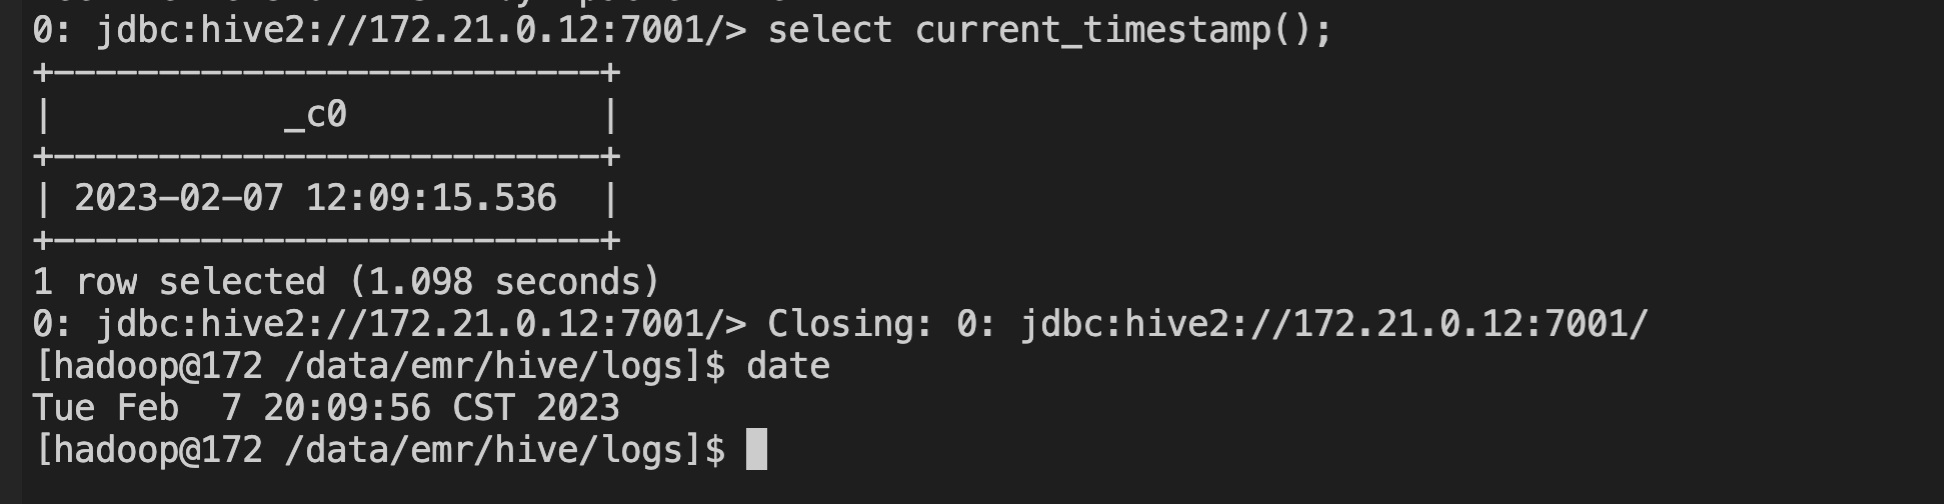 0: jdbc:hive2://172.21.0.12:7001/> select current_timestamp();
+--------------------------+
|           _c0            |
+--------------------------+
| 2023-02-07 12:09:15.536  |
+--------------------------+
1 row selected (1.098 seconds)
0: jdbc:hive2://172.21.0.12:7001/> Closing: 0: jdbc:hive2://172.21.0.12:7001/
[hadoop@172 /data/emr/hive/logs]$ date
Tue Feb  7 20:09:56 CST 2023
[hadoop@172 /data/emr/hive/logs]$